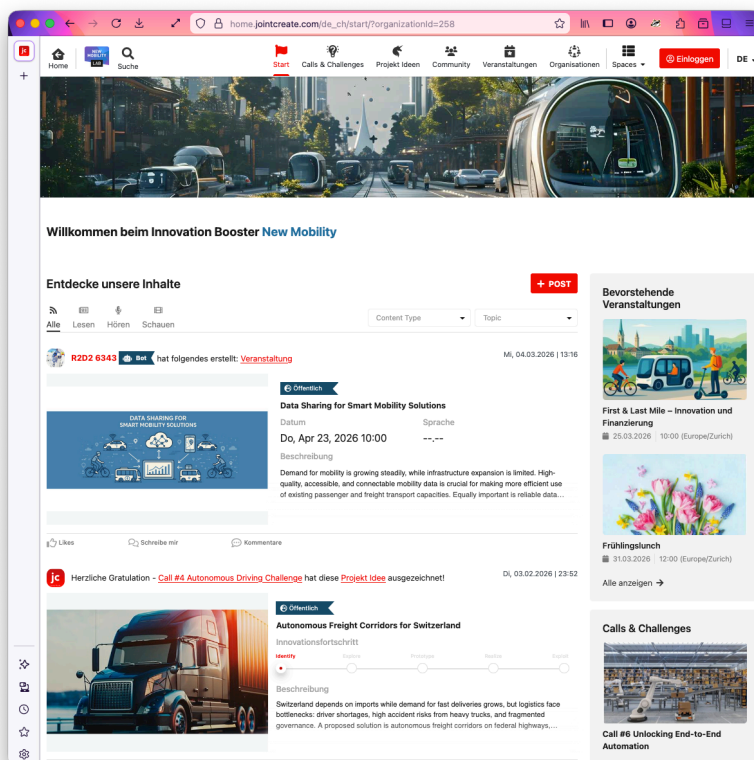 home.jointcreate.com/de_ch/start/?organizationId=258
jc
Home
NEW MOBILITY LAB
Suche
Start
Calls & Challenges
Projekt Ideen
Community
Veranstaltungen
Organisationen
Spaces
Einloggen
DE
Willkommen beim Innovation Booster New Mobility
Entdecke unsere Inhalte
+ POST
Alle
Lesen
Hören
Schauen
Content Type
Topic
R2D2 6343 Bot hat folgendes erstellt: Veranstaltung
Mi, 04.03.2026 | 13:16
DATA SHARING FOR
SMART MOBILITY SOLUTIONS
Öffentlich
Data Sharing for Smart Mobility Solutions
Datum
Sprache
Do, Apr 23, 2026 10:00
--,--
Beschreibung
Demand for mobility is growing steadily, while infrastructure expansion is limited. High-
quality, accessible, and connectable mobility data is crucial for making more efficient use
of existing passenger and freight transport capacities. Equally important is reliable data...
Likes
Schreibe mir
Kommentare
jc Herzliche Gratulation - Call #4 Autonomous Driving Challenge hat diese Projekt Idee ausgezeichnet!
Di, 03.02.2026 | 23:52
Öffentlich
Autonomous Freight Corridors for Switzerland
Innovationsfortschritt
Identify
Explore
Prototype
Realize
Exploit
Beschreibung
Switzerland depends on imports while demand for fast deliveries grows, but logistics face
bottlenecks: driver shortages, high accident risks from heavy trucks, and fragmented
governance. A proposed solution is autonomous freight corridors on federal highways,...
Bevorstehende
Veranstaltungen
First & Last Mile – Innovation und
Finanzierung
25.03.2026 | 10:00 (Europe/Zurich)
Frühlingslunch
31.03.2026 | 12:00 (Europe/Zurich)
Alle anzeigen →
Calls & Challenges
Call #6 Unlocking End-to-End
Automation